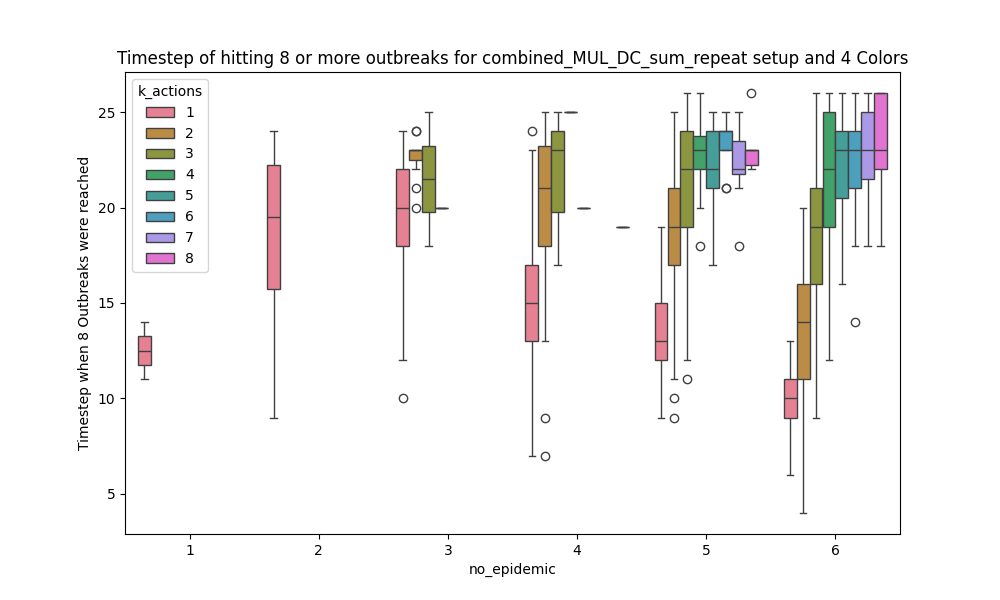 Timestep of hitting 8 or more outbreaks for combined_MUL_DC_sum_repeat setup and 4 Colors
k_actions
1
2
3
4
5
6
7
8
25
20
15
10
5
Timestep when 8 Outbreaks were reached
1 2 3 4 5 6
no_epidemic